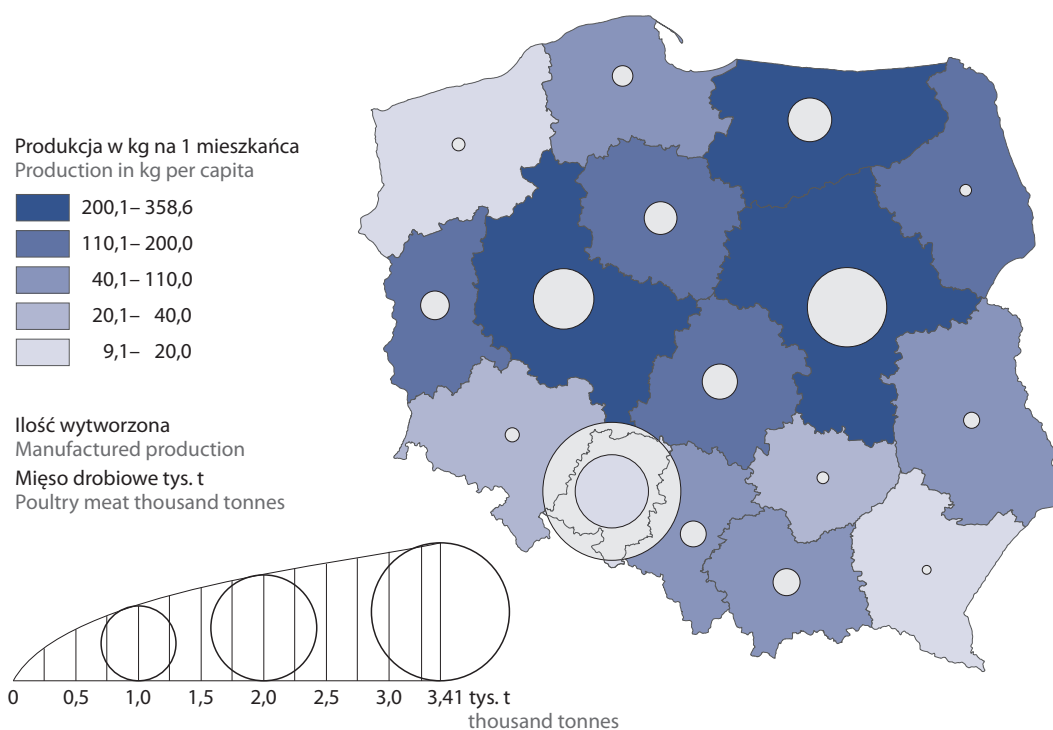 Produkcja w kg na 1 mieszkańca
Production in kg per capita
200,1– 358,6
110,1– 200,0
40,1– 110,0
20,1– 40,0
9,1– 20,0
Ilość wytworzona
Manufactured production
Mięso drobiowe tys. t
Poultry meat thousand tonnes
0 0,5 1,0 1,5 2,0 2,5 3,0 3,41 tys. t
thousand tonnes